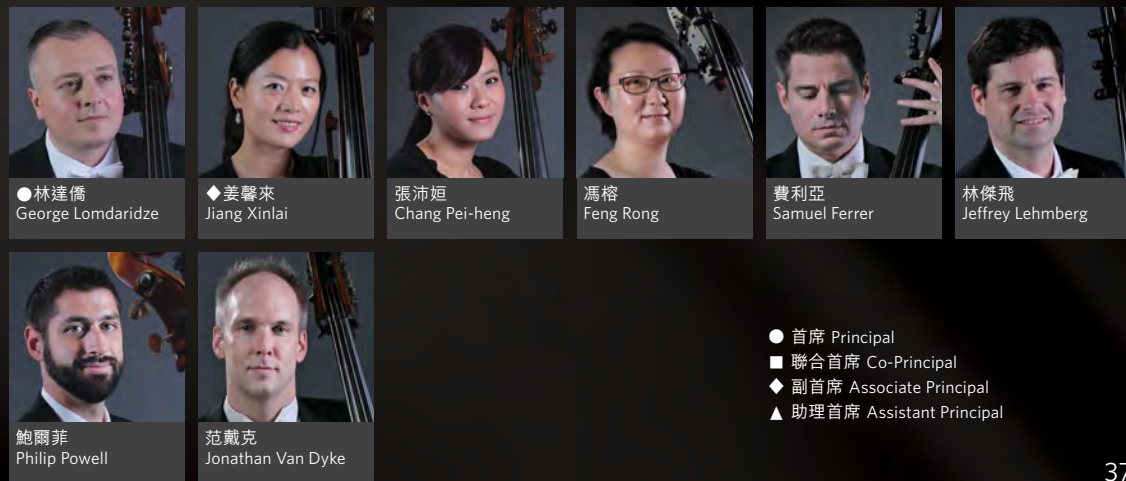 ●林達僑
George Lomdaridze
◆姜馨來
Jiang Xinlai
張沛姮
Chang Pei-heng
馮榕
Feng Rong
費利亞
Samuel Ferrer
林傑飛
Jeffrey Lehmberg
鮑爾菲
Philip Powell
范戴克
Jonathan Van Dyke
● 首席 Principal
■ 聯合首席 Co-Principal
◆ 副首席 Associate Principal
▲ 助理首席 Assistant Principal
37